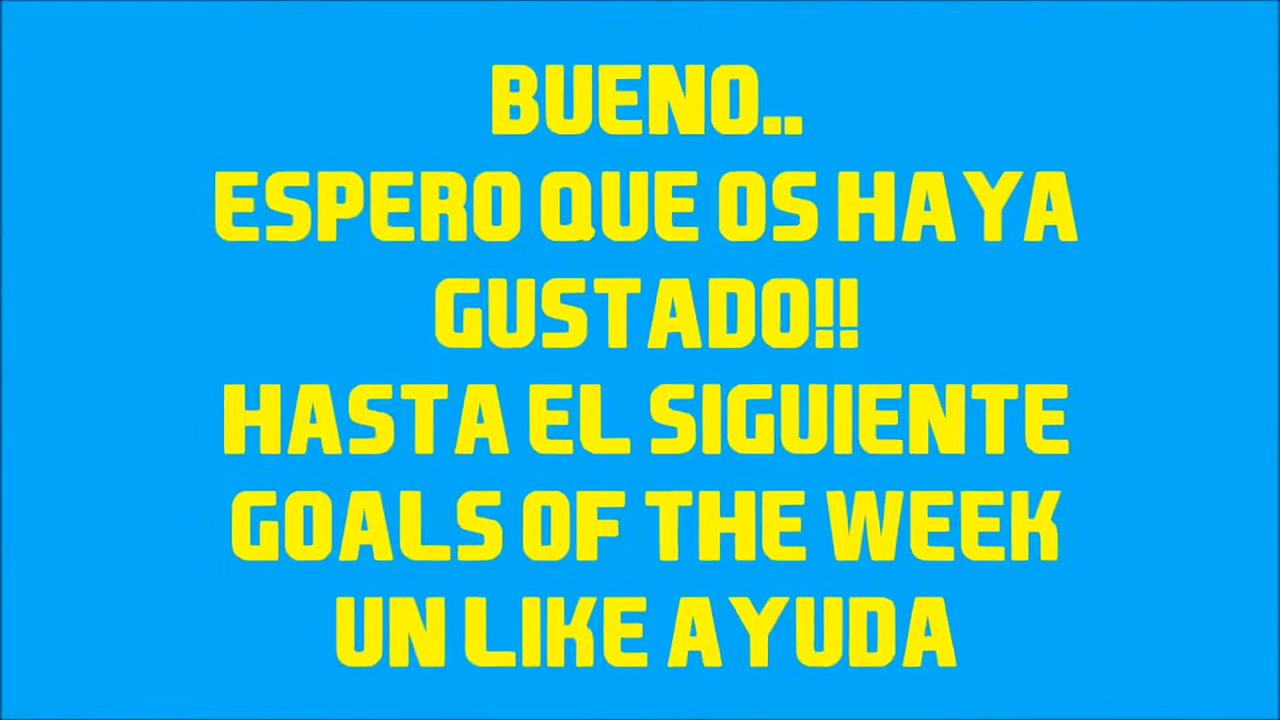 BUENO..
ESPERO QUE OS HAYA
GUSTADO!!
HASTA EL SIGUIENTE
GOALS OF THE WEEK
UN LIKE AYUDA